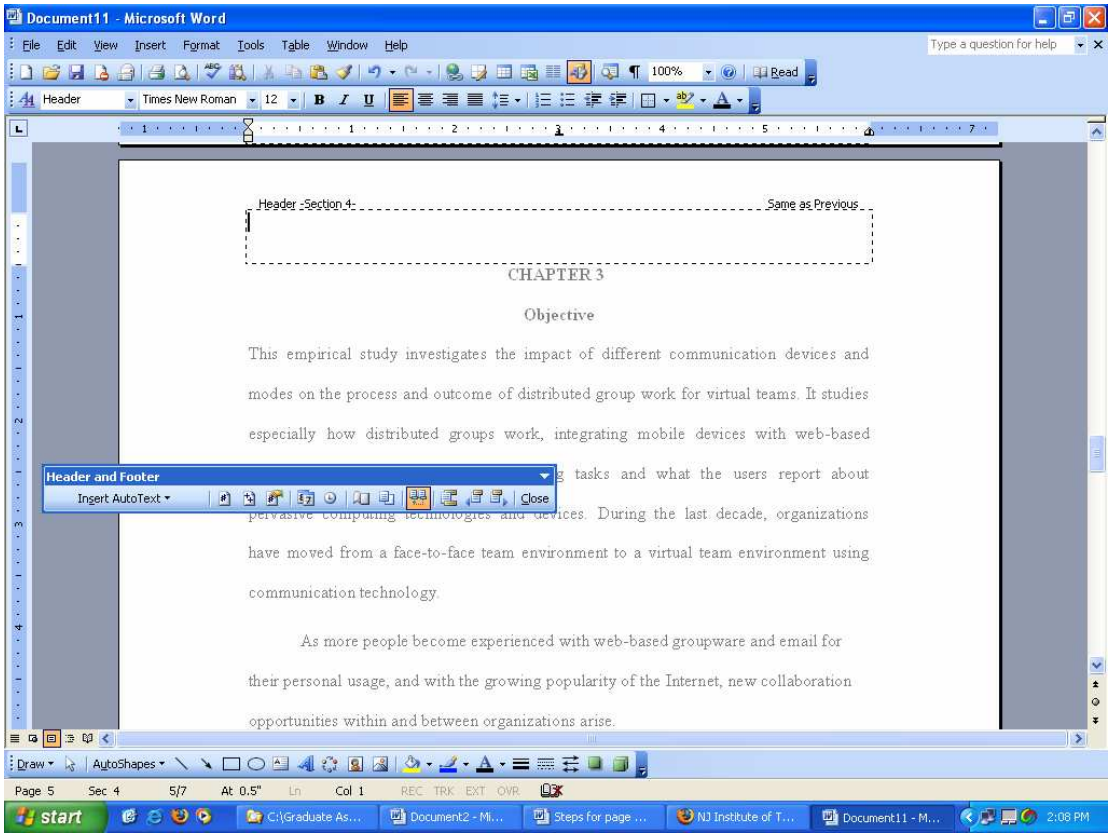 Document11 - Microsoft Word
File Edit View Insert Format Tools Table Window Help Type a question for help
100% Read
Header Times New Roman 12 B I U
1 1 2 3 4 5 7
Header -Section 4- Same as Previous
CHAPTER 3
Objective
This empirical study investigates the impact of different communication devices and
modes on the process and outcome of distributed group work for virtual teams. It studies
especially how distributed groups work, integrating mobile devices with web-based
Header and Footer
tasks and what the users report about
Insert AutoText Close
pervasive computing technologies and devices. During the last decade, organizations
have moved from a face-to-face team environment to a virtual team environment using
communication technology.
As more people become experienced with web-based groupware and email for
their personal usage, and with the growing popularity of the Internet, new collaboration
opportunities within and between organizations arise.
Draw AutoShapes
Page 5 Sec 4 5/7 At 0.5" Ln Col 1 REC TRK EXT OVR
start C:\Graduate As... Document2 - Mi... Steps for page ... NJ Institute of T... Document11 - M... 2:08 PM